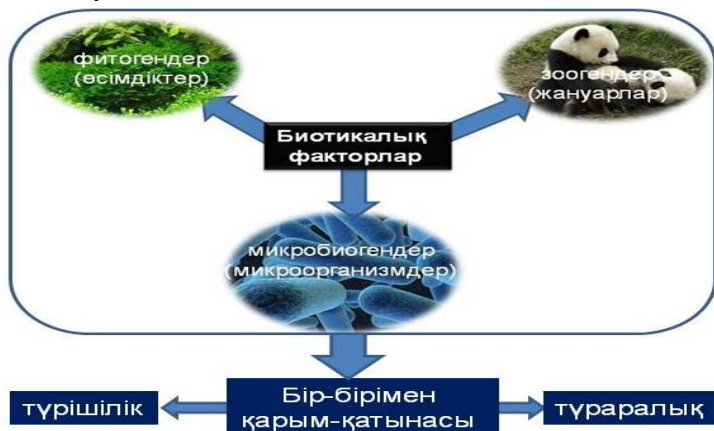 фитогендер
(өсімдіктер)
зоогендер
(жануарлар)
Биотикалық
факторлар
микробиогендер
(микроорганизмдер)
Бір-бірімен
қарым-қатынасы
түрішілік
тұраралық